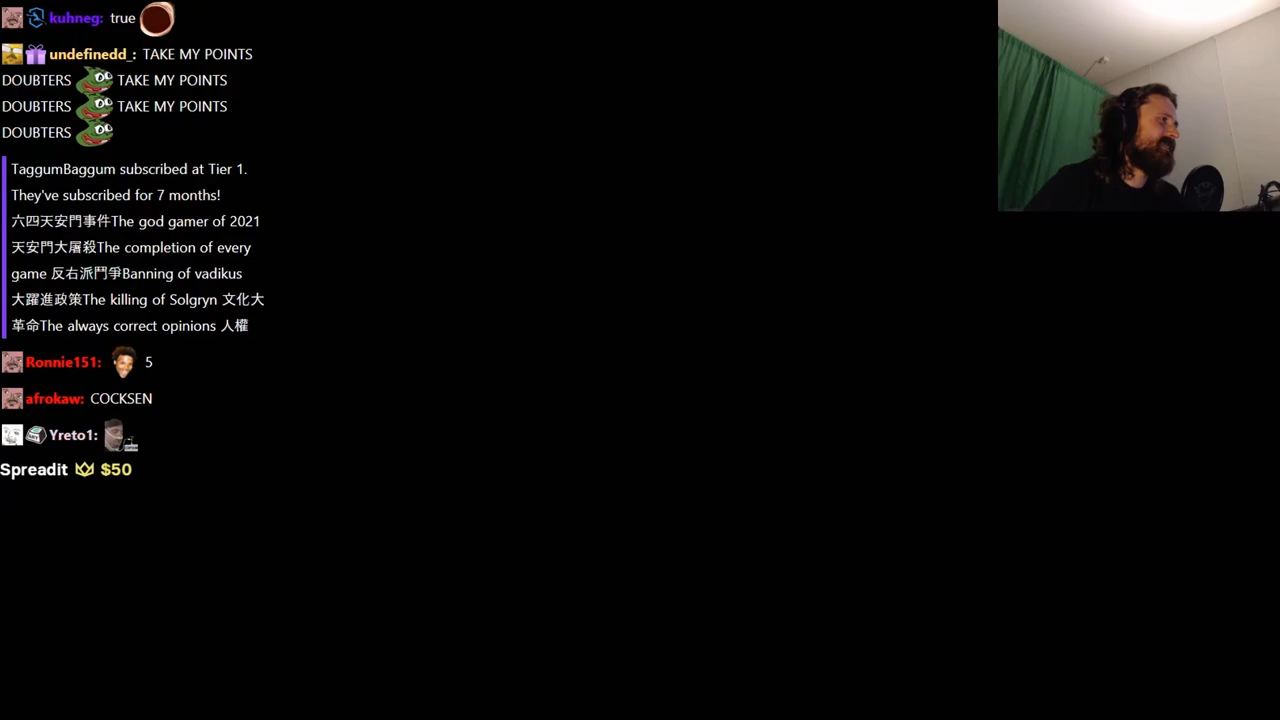 kuhneg: true
undefinedd_: TAKE MY POINTS
DOUBTERS TAKE MY POINTS
DOUBTERS TAKE MY POINTS
DOUBTERS
TaggumBaggum subscribed at Tier 1.
They've subscribed for 7 months!
六四天安門事件The god gamer of 2021
天安門大屠殺The completion of every
game 反右派鬥爭Banning of vadikus
大躍進政策The killing of Solgryn 文化大
革命The always correct opinions 人權
Ronnie151: 5
afrokaw: COCKSEN
Yreto1:
Spreadit $50